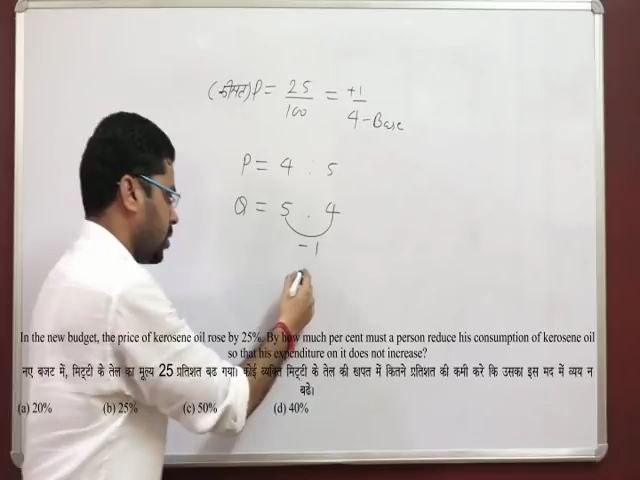 (कीमत) P = 25/100 = +1/4 - Base
P = 4 : 5
Q = 5 . 4
-1
In the new budget, the price of kerosene oil rose by 25%. By how much per cent must a person reduce his consumption of kerosene oil
so that his expenditure on it does not increase?
नए बजट में, मिट्टी के तेल का मूल्य 25 प्रतिशत बढ गया। कोई व्यक्ति मिट्टी के तेल की खपत में कितने प्रतिशत की कमी करे कि उसका इस मद में व्यय न
बढे।
(a) 20% (b) 25% (c) 50% (d) 40%